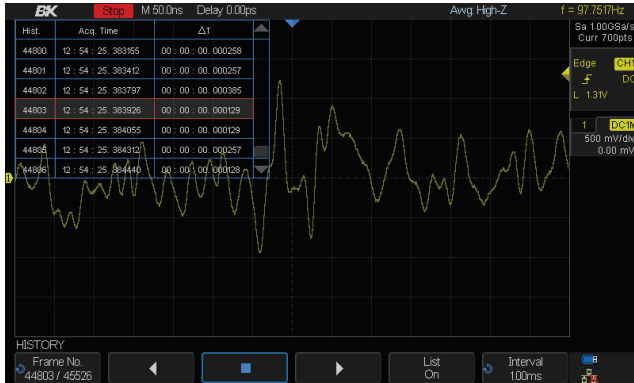 BK Stop M 50.0ns Delay 0.00ps Awg: High-Z f = 97.7517Hz
Sa 1.00GSa/s
Curr 700pts
Edge CH1
DC
L 1.31V
1 DC1M
500 mV/div
0.00 mV
Hist. Acq. Time ΔT
44800 12 : 54 : 25. 383155 00 : 00 : 00. 000258
44801 12 : 54 : 25. 383412 00 : 00 : 00. 000257
44802 12 : 54 : 25. 383797 00 : 00 : 00. 000385
44803 12 : 54 : 25. 383926 00 : 00 : 00. 000129
44804 12 : 54 : 25. 384055 00 : 00 : 00. 000129
44805 12 : 54 : 25. 384312 00 : 00 : 00. 000257
44806 12 : 54 : 25. 384440 00 : 00 : 00. 000128
1
HISTORY
Frame No. List Interval
44803 / 45526 On 1.00ms